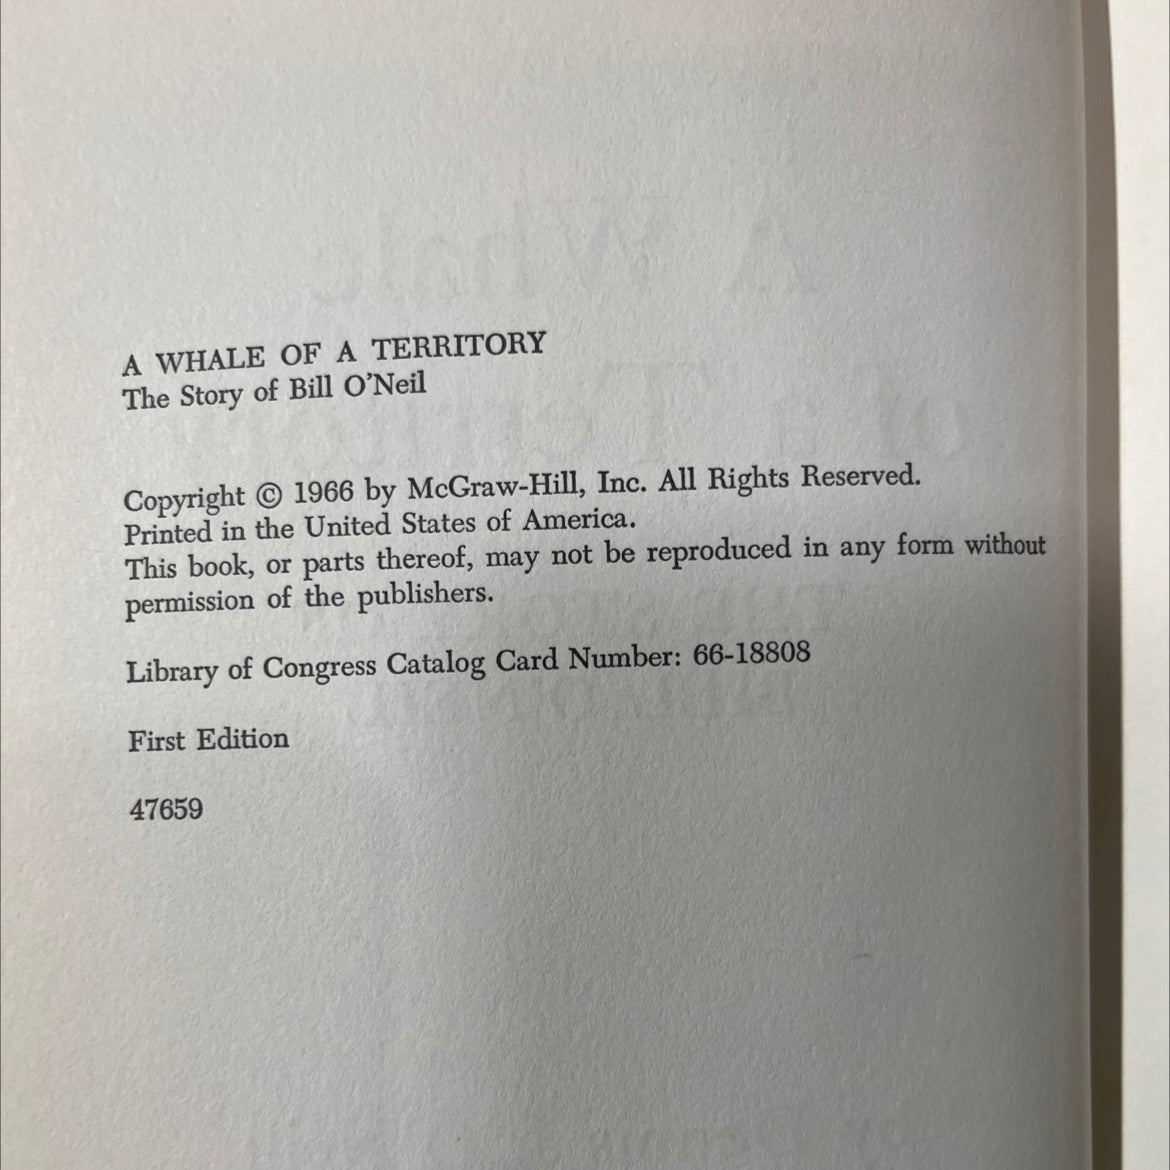 A WHALE OF A TERRITORY
The Story of Bill O'Neil
Copyright © 1966 by McGraw-Hill, Inc. All Rights Reserved.
Printed in the United States of America.
This book, or parts thereof, may not be reproduced in any form without
permission of the publishers.
Library of Congress Catalog Card Number: 66-18808
First Edition
47659